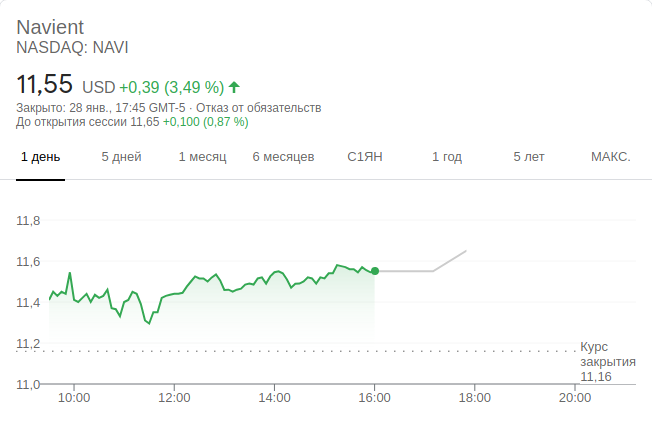 Navient
NASDAQ: NAVI
11,55 USD +0,39 (3,49 %)
Закрыто: 28 янв., 17:45 GMT-5 · Отказ от обязательств
До открытия сессии 11,65 +0,100 (0,87 %)
1 день 5 дней 1 месяц 6 месяцев С1ЯН 1 год 5 лет МАКС.
11,8
11,6
11,4
11,2
Курс
закрытия
11,16
11,0
10:00 12:00 14:00 16:00 18:00 20:00